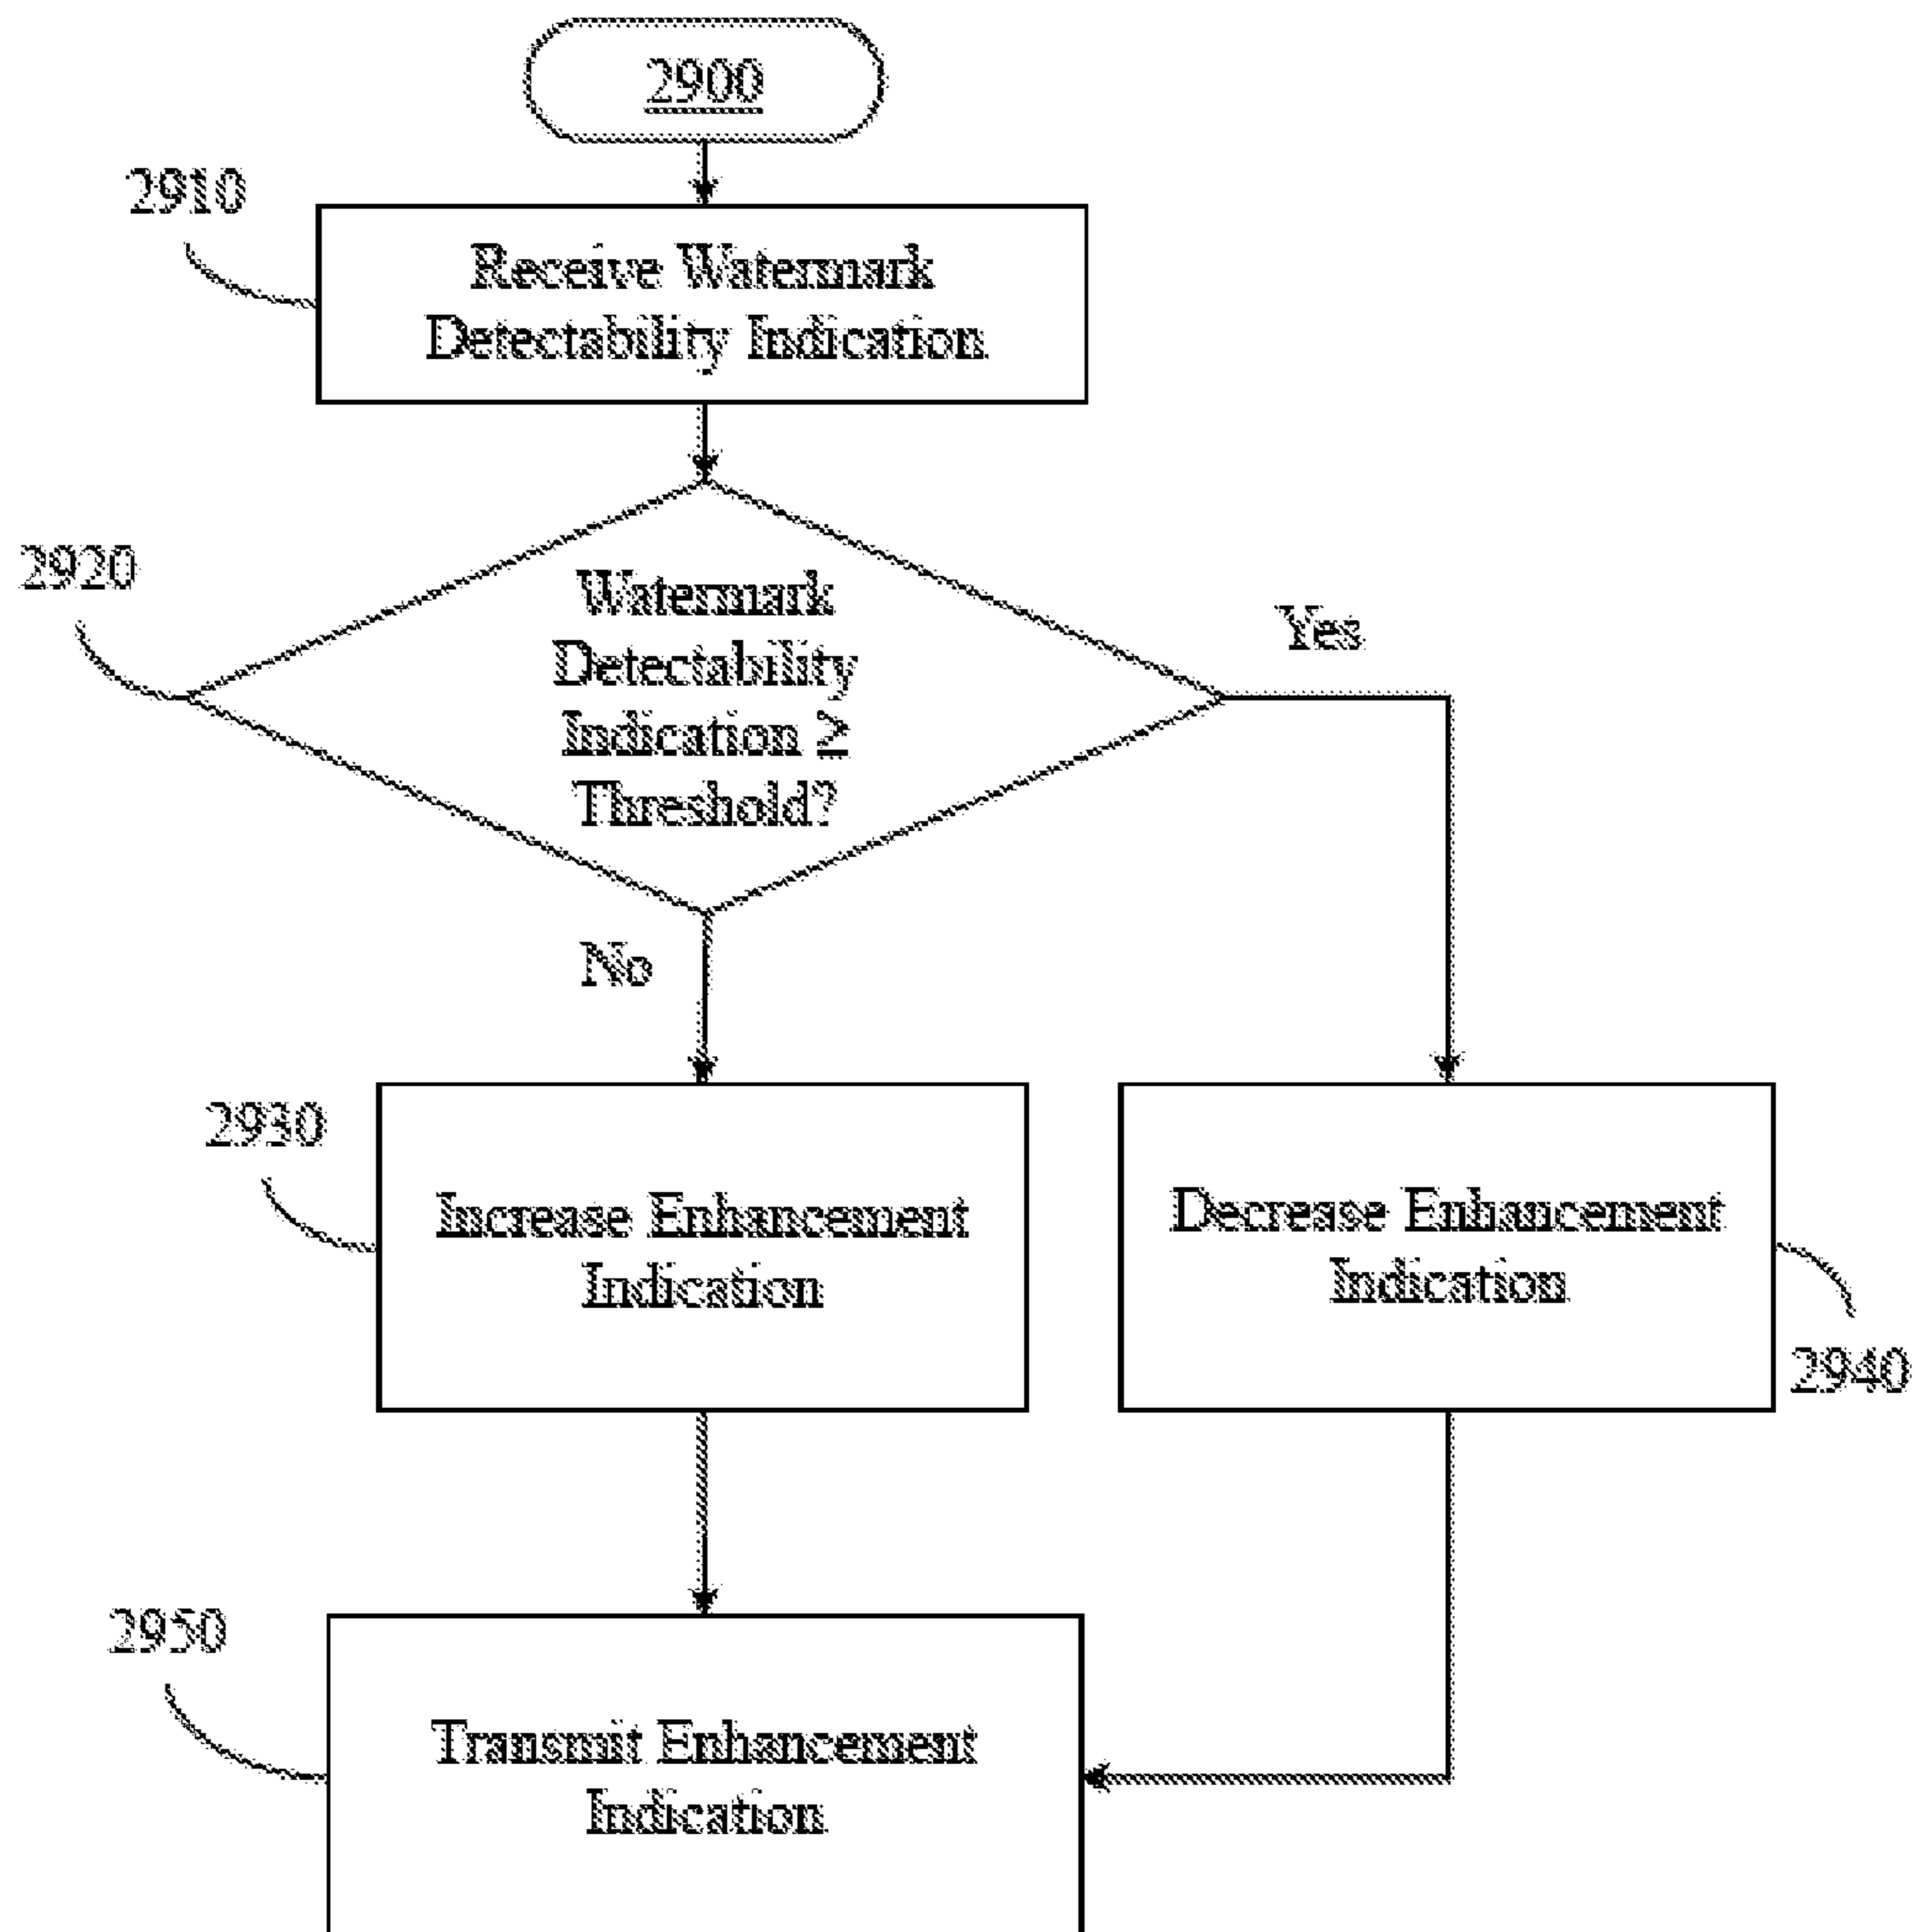 2900
2910
Receive Watermark
Detectability Indication
2920
Watermark
Detectability
Indication ≥
Threshold?
Yes
No
2930
Increase Enhancement
Indication
Decrease Enhancement
Indication
2940
2950
Transmit Enhancement
Indication